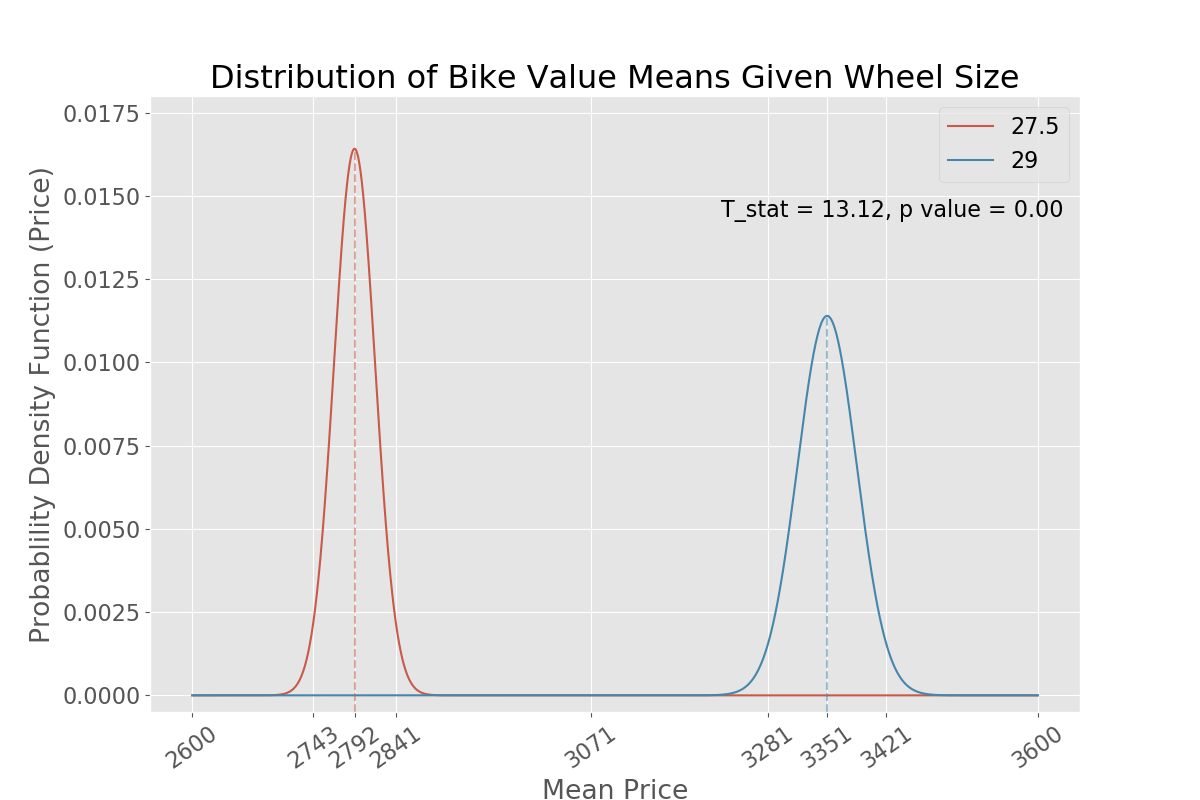 Distribution of Bike Value Means Given Wheel Size
27.5
29
T_stat = 13.12, p value = 0.00
Probablility Density Function (Price)
0.0175
0.0150
0.0125
0.0100
0.0075
0.0050
0.0025
0.0000
2600 2743 2792 2841 3071 3281 3351 3421 3600
Mean Price